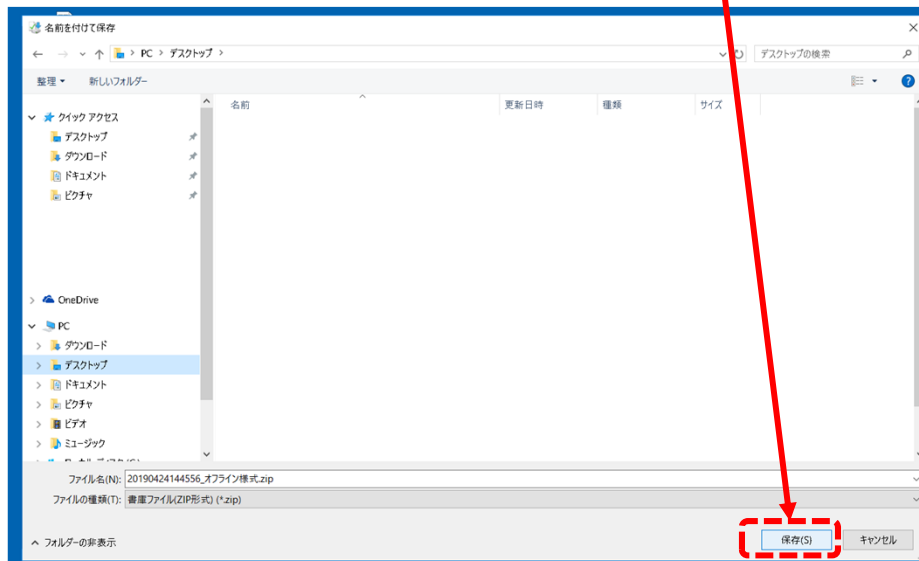 名前を付けて保存
PC > デスクトップ >
デスクトップの検索
整理
新しいフォルダー
名前
更新日時
種類
サイズ
クイック アクセス
デスクトップ
ダウンロード
ドキュメント
ピクチャ
OneDrive
PC
ダウンロード
デスクトップ
ドキュメント
ピクチャ
ビデオ
ミュージック
ファイル名(N): 20190424144556_オフライン様式.zip
ファイルの種類(T): 書庫ファイル(ZIP形式) (*.zip)
フォルダーの非表示
保存(S)
キャンセル